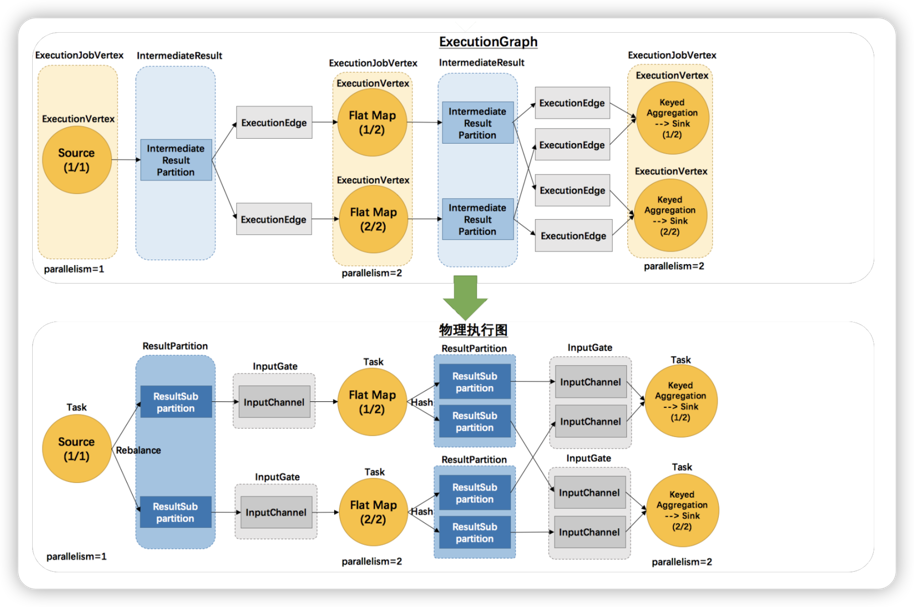 ExecutionGraph
ExecutionJobVertex
IntermediateResult
ExecutionJobVertex
IntermediateResult
ExecutionJobVertex
ExecutionVertex
Source
(1/1)
Intermediate
Result
Partition
ExecutionEdge
ExecutionEdge
ExecutionVertex
Flat Map
(1/2)
ExecutionVertex
Flat Map
(2/2)
Intermediate
Result
Partition
Intermediate
Result
Partition
ExecutionEdge
ExecutionEdge
ExecutionEdge
ExecutionEdge
ExecutionVertex
Keyed
Aggregation
--> Sink
(1/2)
ExecutionVertex
Keyed
Aggregation
--> Sink
(2/2)
parallelism=1
parallelism=2
parallelism=2
物理执行图
Task
Source
(1/1)
Rebalance
ResultPartition
ResultSub
partition
ResultSub
partition
InputGate
InputChannel
InputGate
InputChannel
Task
Flat Map
(1/2)
Hash
Task
Flat Map
(2/2)
Hash
ResultPartition
ResultSub
partition
ResultSub
partition
ResultPartition
ResultSub
partition
ResultSub
partition
InputGate
InputChannel
InputChannel
InputGate
InputChannel
InputChannel
Task
Keyed
Aggregation
--> Sink
(1/2)
Task
Keyed
Aggregation
--> Sink
(2/2)
parallelism=1
parallelism=2
parallelism=2